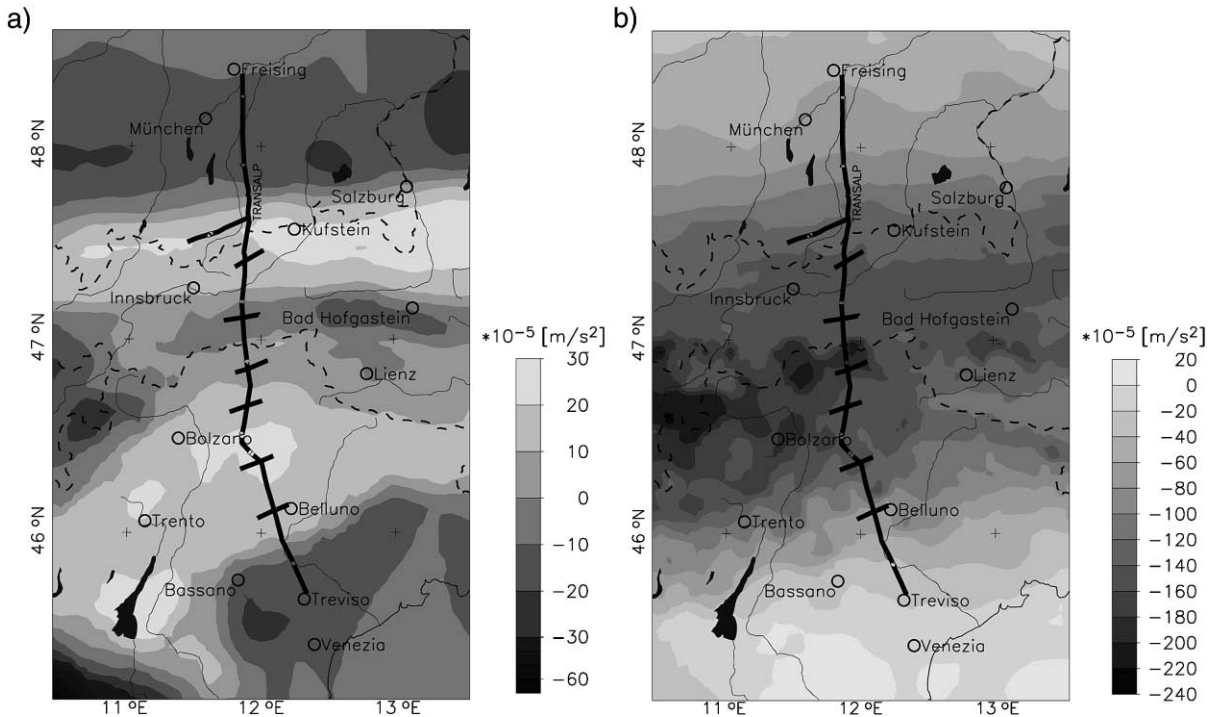 a)
Freising
München
48 °N
TRANSALP
Salzburg
Kufstein
Innsbruck
Bad Hofgastein
47 °N
Lienz
Bolzano
Belluno
Trento
46 °N
Bassano
Treviso
Venezia
11 °E 12 °E 13 °E
*10⁻⁵ [m/s²]
30
20
10
0
−10
−20
−30
−60
b)
Freising
München
48 °N
TRANSALP
Salzburg
Kufstein
Innsbruck
Bad Hofgastein
47 °N
Lienz
Bolzano
Belluno
Trento
46 °N
Bassano
Treviso
Venezia
11 °E 12 °E 13 °E
*10⁻⁵ [m/s²]
20
0
−20
−40
−60
−80
−100
−120
−140
−160
−180
−200
−220
−240